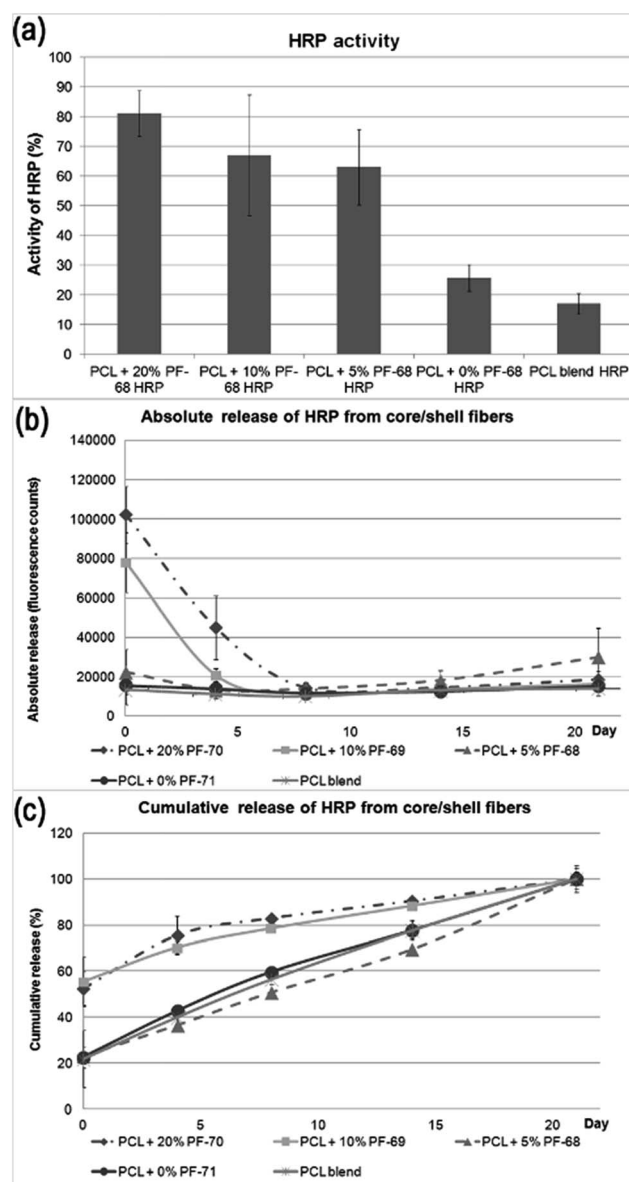 (a)
HRP activity
100
90
80
70
60
50
40
30
20
10
0
Activity of HRP (%)
PCL + 20% PF-
68 HRP
PCL + 10% PF-
68 HRP
PCL + 5% PF-68
HRP
PCL + 0% PF-68
HRP
PCL blend HRP
(b)
Absolute release of HRP from core/shell fibers
140000
120000
100000
80000
60000
40000
20000
0
Absolute release (fluorescence counts)
0 5 10 15 20 Day
PCL + 20% PF-70 PCL + 10% PF-69 PCL + 5% PF-68
PCL + 0% PF-71 PCL blend
(c)
Cumulative release of HRP from core/shell fibers
120
100
80
60
40
20
0
Cumulative release (%)
0 5 10 15 20 Day
PCL + 20% PF-70 PCL + 10% PF-69 PCL + 5% PF-68
PCL + 0% PF-71 PCL blend